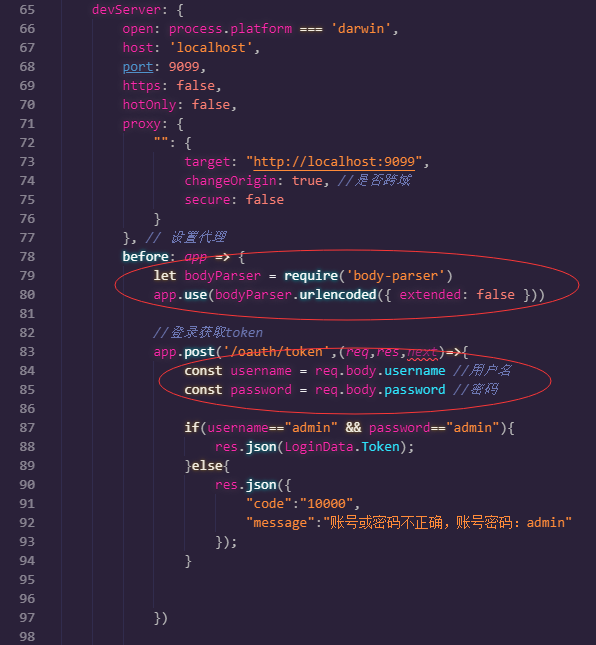 65 devServer: {
66 open: process.platform === 'darwin',
67 host: 'localhost',
68 port: 9099,
69 https: false,
70 hotOnly: false,
71 proxy: {
72 "": {
73 target: "http://localhost:9099",
74 changeOrigin: true, //是否跨域
75 secure: false
76 }
77 }, // 设置代理
78 before: app => {
79 let bodyParser = require('body-parser')
80 app.use(bodyParser.urlencoded({ extended: false }))
81
82 //登录获取token
83 app.post('/oauth/token',(req,res,next)=>{
84 const username = req.body.username //用户名
85 const password = req.body.password //密码
86
87 if(username=="admin" && password=="admin"){
88 res.json(LoginData.Token);
89 }else{
90 res.json({
91 "code":"10000",
92 "message":"账号或密码不正确，账号密码：admin"
93 });
94 }
95
96
97 })
98